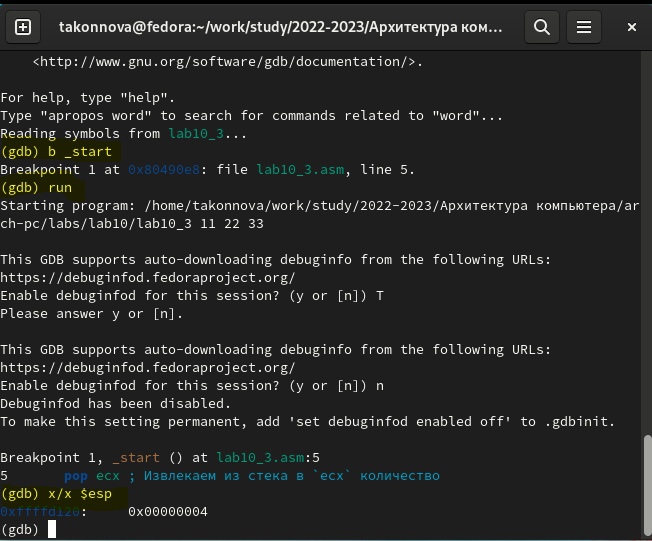 takonnova@fedora:~/work/study/2022-2023/Архитектура ком...
<http://www.gnu.org/software/gdb/documentation/>.
For help, type "help".
Type "apropos word" to search for commands related to "word"...
Reading symbols from lab10_3...
(gdb) b _start
Breakpoint 1 at 0x80490e8: file lab10_3.asm, line 5.
(gdb) run
Starting program: /home/takonnova/work/study/2022-2023/Архитектура компьютера/ar
ch-pc/labs/lab10/lab10_3 11 22 33
This GDB supports auto-downloading debuginfo from the following URLs:
https://debuginfod.fedoraproject.org/
Enable debuginfod for this session? (y or [n]) T
Please answer y or [n].
This GDB supports auto-downloading debuginfo from the following URLs:
https://debuginfod.fedoraproject.org/
Enable debuginfod for this session? (y or [n]) n
Debuginfod has been disabled.
To make this setting permanent, add 'set debuginfod enabled off' to .gdbinit.
Breakpoint 1, _start () at lab10_3.asm:5
5 pop ecx ; Извлекаем из стека в `ecx` количество
(gdb) x/x $esp
0xffffd120: 0x00000004
(gdb)